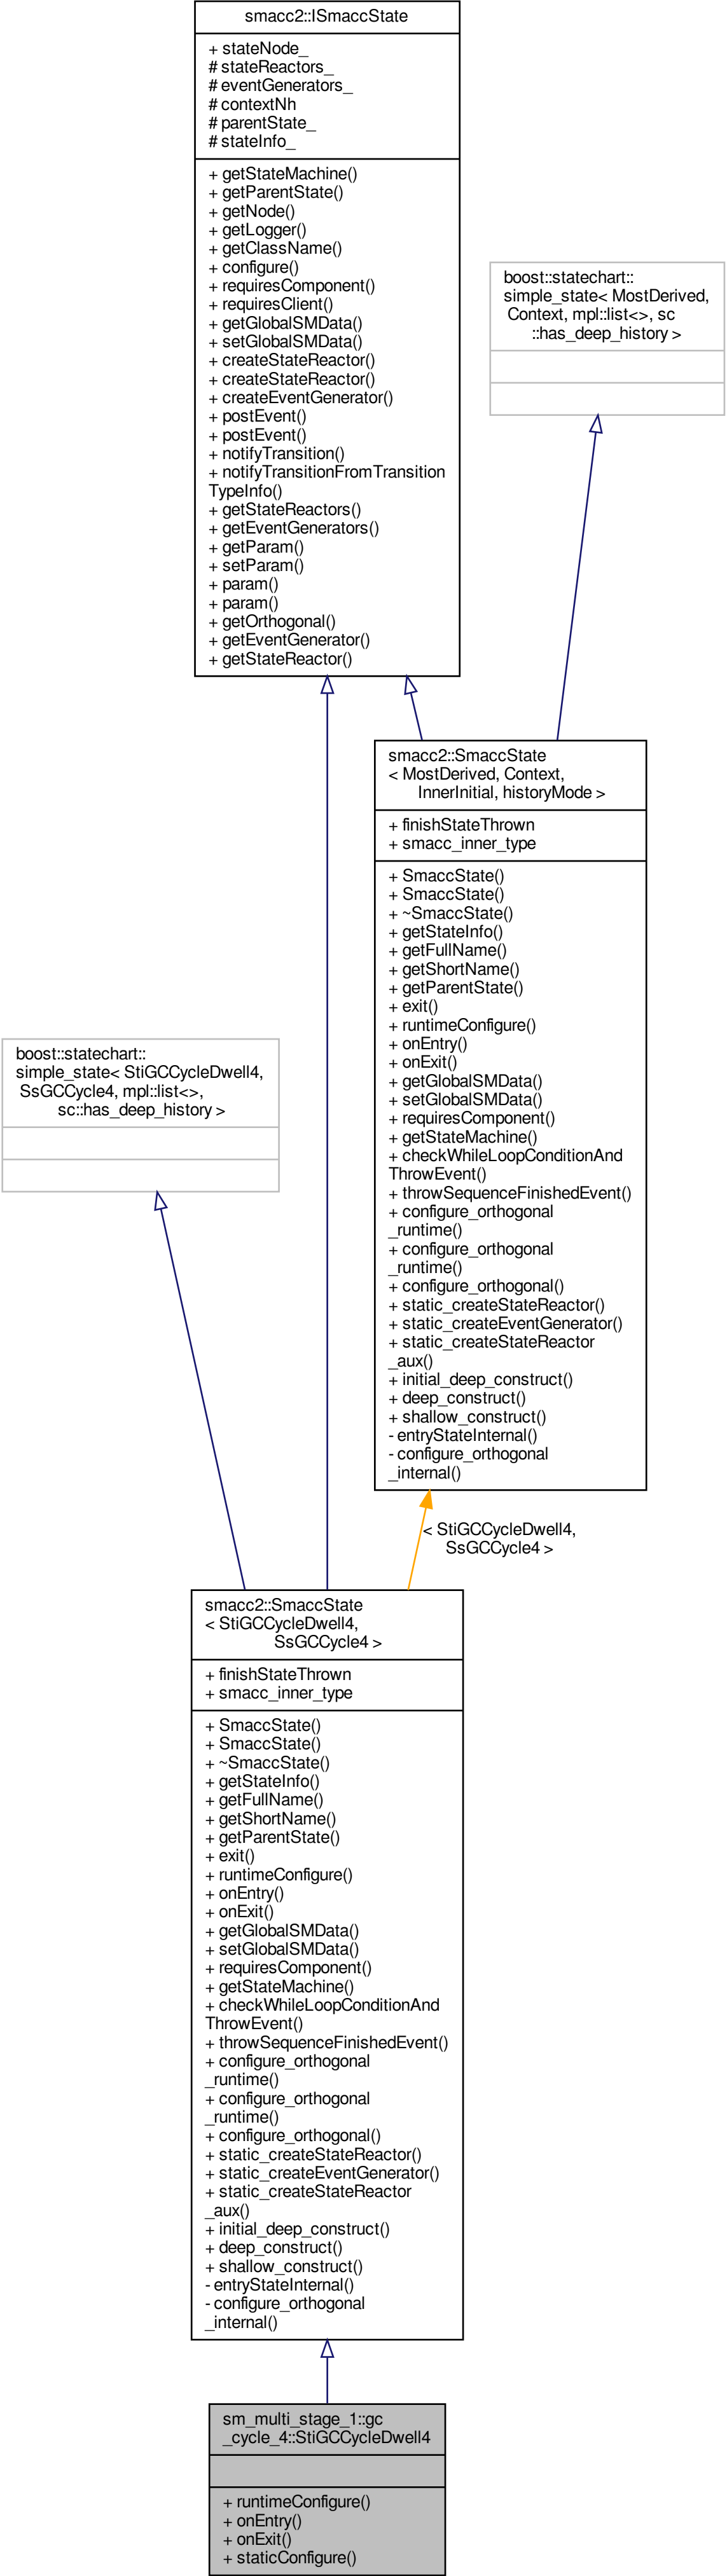 smacc2::ISmaccState
+ stateNode_
# stateReactors_
# eventGenerators_
# contextNh
# parentState_
# stateInfo_
+ getStateMachine()
+ getParentState()
+ getNode()
+ getLogger()
+ getClassName()
+ configure()
+ requiresComponent()
+ requiresClient()
+ getGlobalSMData()
+ setGlobalSMData()
+ createStateReactor()
+ createStateReactor()
+ createEventGenerator()
+ postEvent()
+ postEvent()
+ notifyTransition()
+ notifyTransitionFromTransition
TypeInfo()
+ getStateReactors()
+ getEventGenerators()
+ getParam()
+ setParam()
+ param()
+ param()
+ getOrthogonal()
+ getEventGenerator()
+ getStateReactor()
boost::statechart::
simple_state< MostDerived,
Context, mpl::list<>, sc
::has_deep_history >
smacc2::SmaccState
< MostDerived, Context,
InnerInitial, historyMode >
+ finishStateThrown
+ smacc_inner_type
+ SmaccState()
+ SmaccState()
+ ~SmaccState()
+ getStateInfo()
+ getFullName()
+ getShortName()
+ getParentState()
+ exit()
+ runtimeConfigure()
+ onEntry()
+ onExit()
+ getGlobalSMData()
+ setGlobalSMData()
+ requiresComponent()
+ getStateMachine()
+ checkWhileLoopConditionAnd
ThrowEvent()
+ throwSequenceFinishedEvent()
+ configure_orthogonal
_runtime()
+ configure_orthogonal
_runtime()
+ configure_orthogonal()
+ static_createStateReactor()
+ static_createEventGenerator()
+ static_createStateReactor
_aux()
+ initial_deep_construct()
+ deep_construct()
+ shallow_construct()
- entryStateInternal()
- configure_orthogonal
_internal()
boost::statechart::
simple_state< StiGCCycleDwell4,
SsGCCycle4, mpl::list<>,
sc::has_deep_history >
< StiGCCycleDwell4,
SsGCCycle4 >
smacc2::SmaccState
< StiGCCycleDwell4,
SsGCCycle4 >
+ finishStateThrown
+ smacc_inner_type
+ SmaccState()
+ SmaccState()
+ ~SmaccState()
+ getStateInfo()
+ getFullName()
+ getShortName()
+ getParentState()
+ exit()
+ runtimeConfigure()
+ onEntry()
+ onExit()
+ getGlobalSMData()
+ setGlobalSMData()
+ requiresComponent()
+ getStateMachine()
+ checkWhileLoopConditionAnd
ThrowEvent()
+ throwSequenceFinishedEvent()
+ configure_orthogonal
_runtime()
+ configure_orthogonal
_runtime()
+ configure_orthogonal()
+ static_createStateReactor()
+ static_createEventGenerator()
+ static_createStateReactor
_aux()
+ initial_deep_construct()
+ deep_construct()
+ shallow_construct()
- entryStateInternal()
- configure_orthogonal
_internal()
sm_multi_stage_1::gc
_cycle_4::StiGCCycleDwell4
+ runtimeConfigure()
+ onEntry()
+ onExit()
+ staticConfigure()